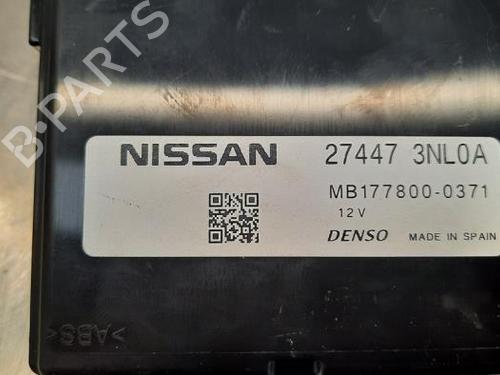 B-PARTS
NISSAN 27447 3NL0A
MB177800-0371
12V
DENSO MADE IN SPAIN
>ABS<